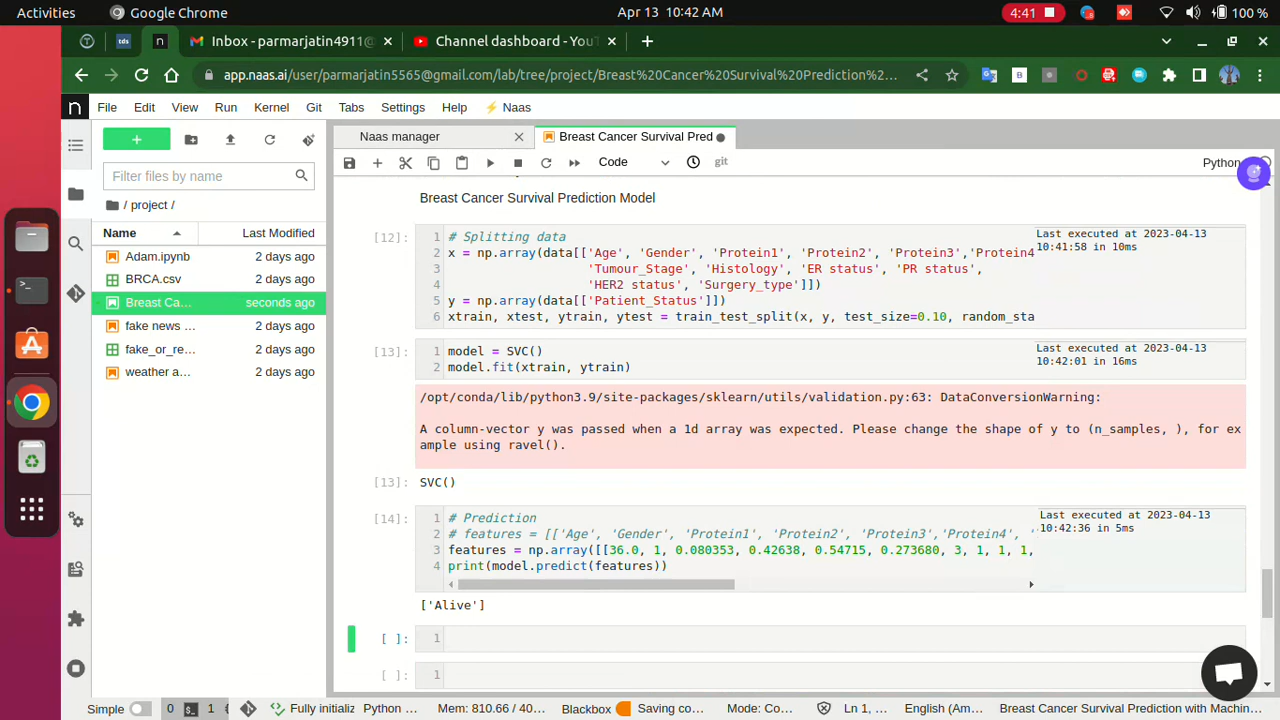 Activities
Google Chrome
Apr 13  10:42 AM
4:41
100 %
tds
n
Inbox - parmarjatin4911@
Channel dashboard - YouT
app.naas.ai/user/parmarjatin5565@gmail.com/lab/tree/project/Breast%20Cancer%20Survival%20Prediction%2...
n File Edit View Run Kernel Git Tabs Settings Help Naas
Naas manager
Breast Cancer Survival Pred
Code
git
Python
Filter files by name
/ project /
Name Last Modified
Adam.ipynb 2 days ago
BRCA.csv 2 days ago
Breast Ca... seconds ago
fake news ... 2 days ago
fake_or_re... 2 days ago
weather a... 2 days ago
Breast Cancer Survival Prediction Model
[12]:
1 # Splitting data
2 x = np.array(data[['Age', 'Gender', 'Protein1', 'Protein2', 'Protein3','Protein4
3 'Tumour_Stage', 'Histology', 'ER status', 'PR status',
4 'HER2 status', 'Surgery_type']])
5 y = np.array(data[['Patient_Status']])
6 xtrain, xtest, ytrain, ytest = train_test_split(x, y, test_size=0.10, random_sta
Last executed at 2023-04-13
10:41:58 in 10ms
[13]:
1 model = SVC()
2 model.fit(xtrain, ytrain)
Last executed at 2023-04-13
10:42:01 in 16ms
/opt/conda/lib/python3.9/site-packages/sklearn/utils/validation.py:63: DataConversionWarning:
A column-vector y was passed when a 1d array was expected. Please change the shape of y to (n_samples, ), for ex
ample using ravel().
[13]: SVC()
[14]:
1 # Prediction
2 # features = [['Age', 'Gender', 'Protein1', 'Protein2', 'Protein3','Protein4', '
3 features = np.array([[36.0, 1, 0.080353, 0.42638, 0.54715, 0.273680, 3, 1, 1, 1,
4 print(model.predict(features))
Last executed at 2023-04-13
10:42:36 in 5ms
['Alive']
[ ]: 1
[ ]: 1
Simple 0 1 Fully initializ Python ... Mem: 810.66 / 40... Blackbox Saving co... Mode: Co... Ln 1, ... English (Am... Breast Cancer Survival Prediction with Machin...